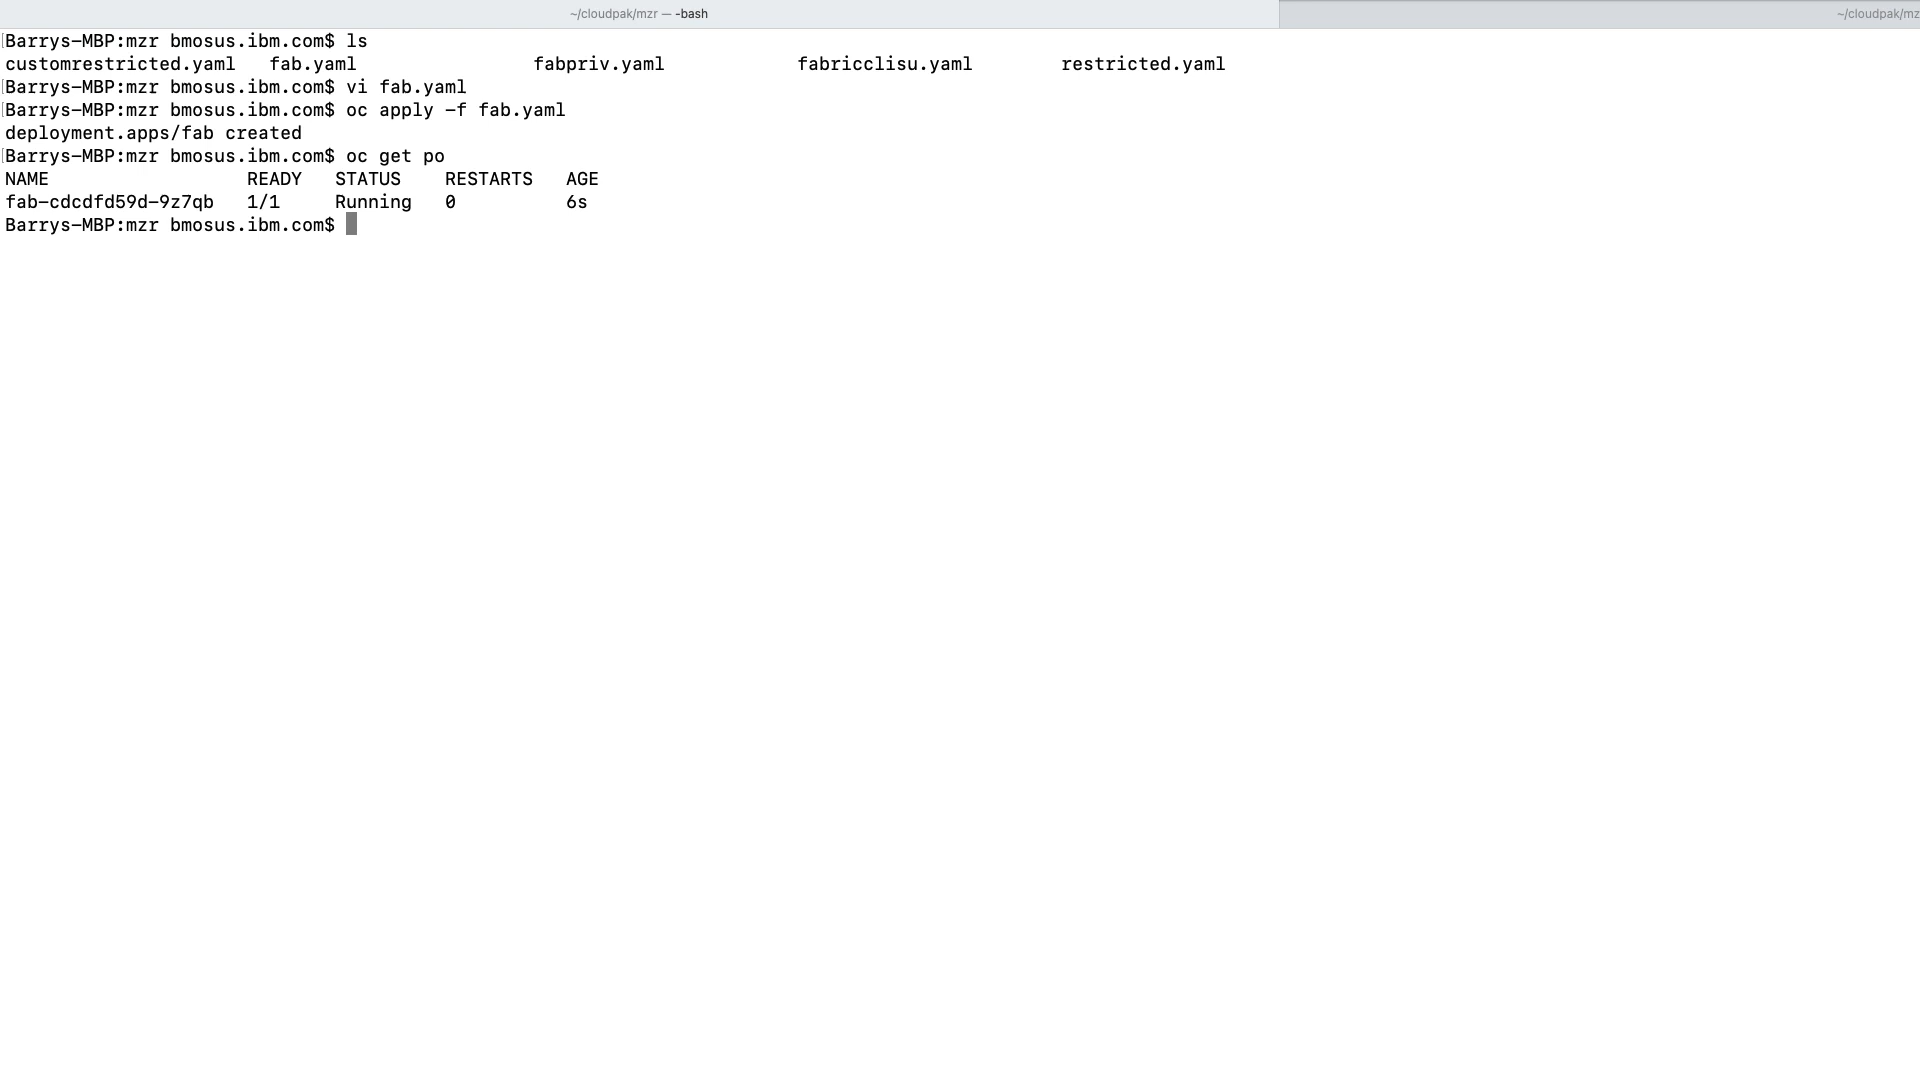 ~/cloudpak/mzr — -bash
~/cloudpak/mz
Barrys-MBP:mzr bmosus.ibm.com$ ls
customrestricted.yaml   fab.yaml                fabpriv.yaml            fabricclisu.yaml        restricted.yaml
Barrys-MBP:mzr bmosus.ibm.com$ vi fab.yaml
Barrys-MBP:mzr bmosus.ibm.com$ oc apply -f fab.yaml
deployment.apps/fab created
Barrys-MBP:mzr bmosus.ibm.com$ oc get po
NAME                  READY   STATUS    RESTARTS   AGE
fab-cdcdfd59d-9z7qb   1/1     Running   0          6s
Barrys-MBP:mzr bmosus.ibm.com$